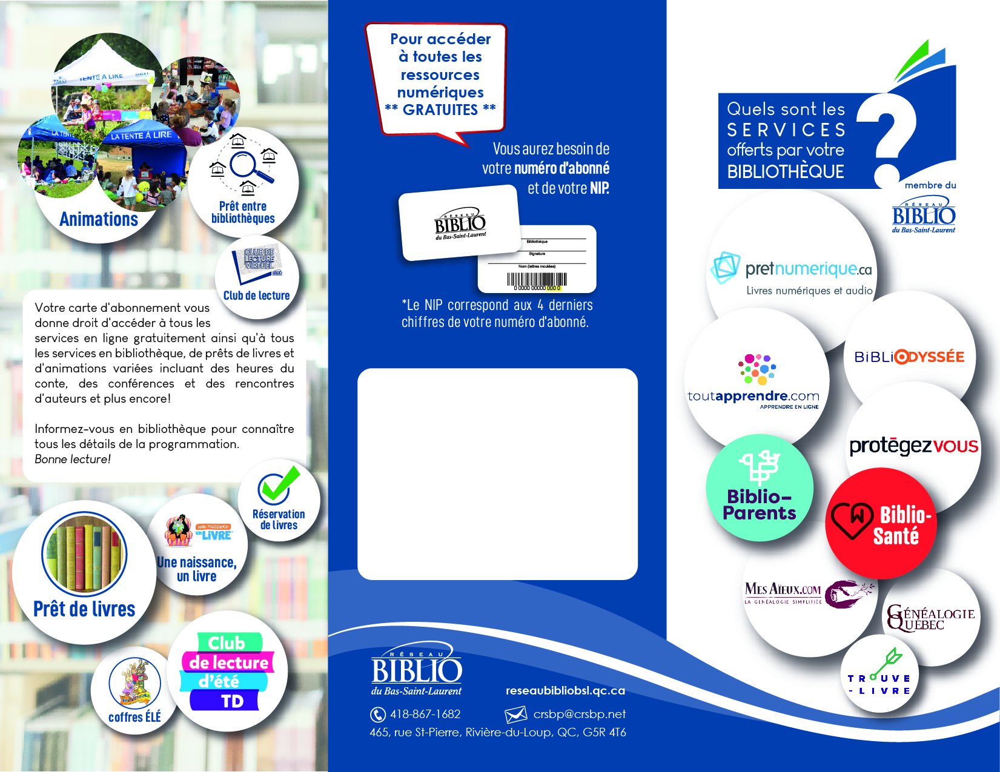 TENTE À LIRE
LA TENTE
LA TENTE À LIRE
Animations
Prêt entre
bibliothèques
CLUB DE
LECTURE
VIRTUEL
Club de lecture
Votre carte d'abonnement vous
donne droit d'accéder à tous les
services en ligne gratuitement ainsi qu'à tous
les services en bibliothèque, de prêts de livres et
d'animations variées incluant des heures du
conte, des conférences et des rencontres
d'auteurs et plus encore!
Informez-vous en bibliothèque pour connaître
tous les détails de la programmation.
Bonne lecture!
Réservation
de livres
une naissance
un LiVRE
Une naissance,
un livre
Prêt de livres
Club
de lecture
d'été
TD
coffres ÉLÉ
Pour accéder
à toutes les
ressources
numériques
** GRATUITES **
Vous aurez besoin de
votre numéro d'abonné
et de votre NIP.
RÉSEAU
BIBLIO
du Bas-Saint-Laurent
Bibliothèque
Signature
Nom (lettres moulées)
0 0000 00000 000 0
*Le NIP correspond aux 4 derniers
chiffres de votre numéro d'abonné.
RÉSEAU
BIBLIO
du Bas-Saint-Laurent
reseaubibliobsl.qc.ca
418-867-1682
crsbp@crsbp.net
465, rue St-Pierre, Rivière-du-Loup, QC, G5R 4T6
Quels sont les
SERVICES
offerts par votre
BIBLIOTHÈQUE
?
membre du
RÉSEAU
BIBLIO
du Bas-Saint-Laurent
pretnumerique.ca
Livres numériques et audio
BiBLiODYSSÉE
toutapprendre.com
APPRENDRE EN LIGNE
protégezvous
Biblio-
Parents
Biblio-
Santé
MES AÏEUX.COM
LA GÉNÉALOGIE SIMPLIFIÉE
GÉNÉALOGIE
QUÉBEC
TROUVE
-LIVRE